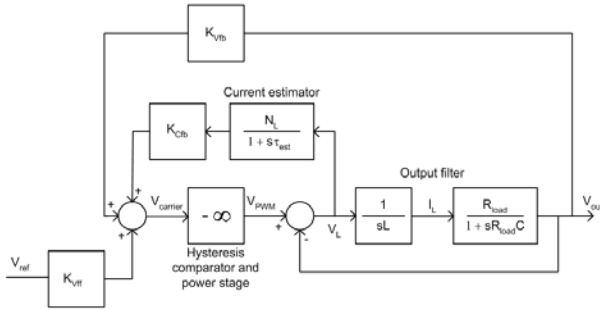 K_Vfb
Current estimator
K_Cfb
N_L
1 + sτ_est
Output filter
+
+
+
V_carrier
- ∞
V_PWM
+
-
V_L
1
sL
I_L
R_load
1 + sR_load C
V_ou
Hysteresis
comparator and
power stage
V_ref
K_Vff